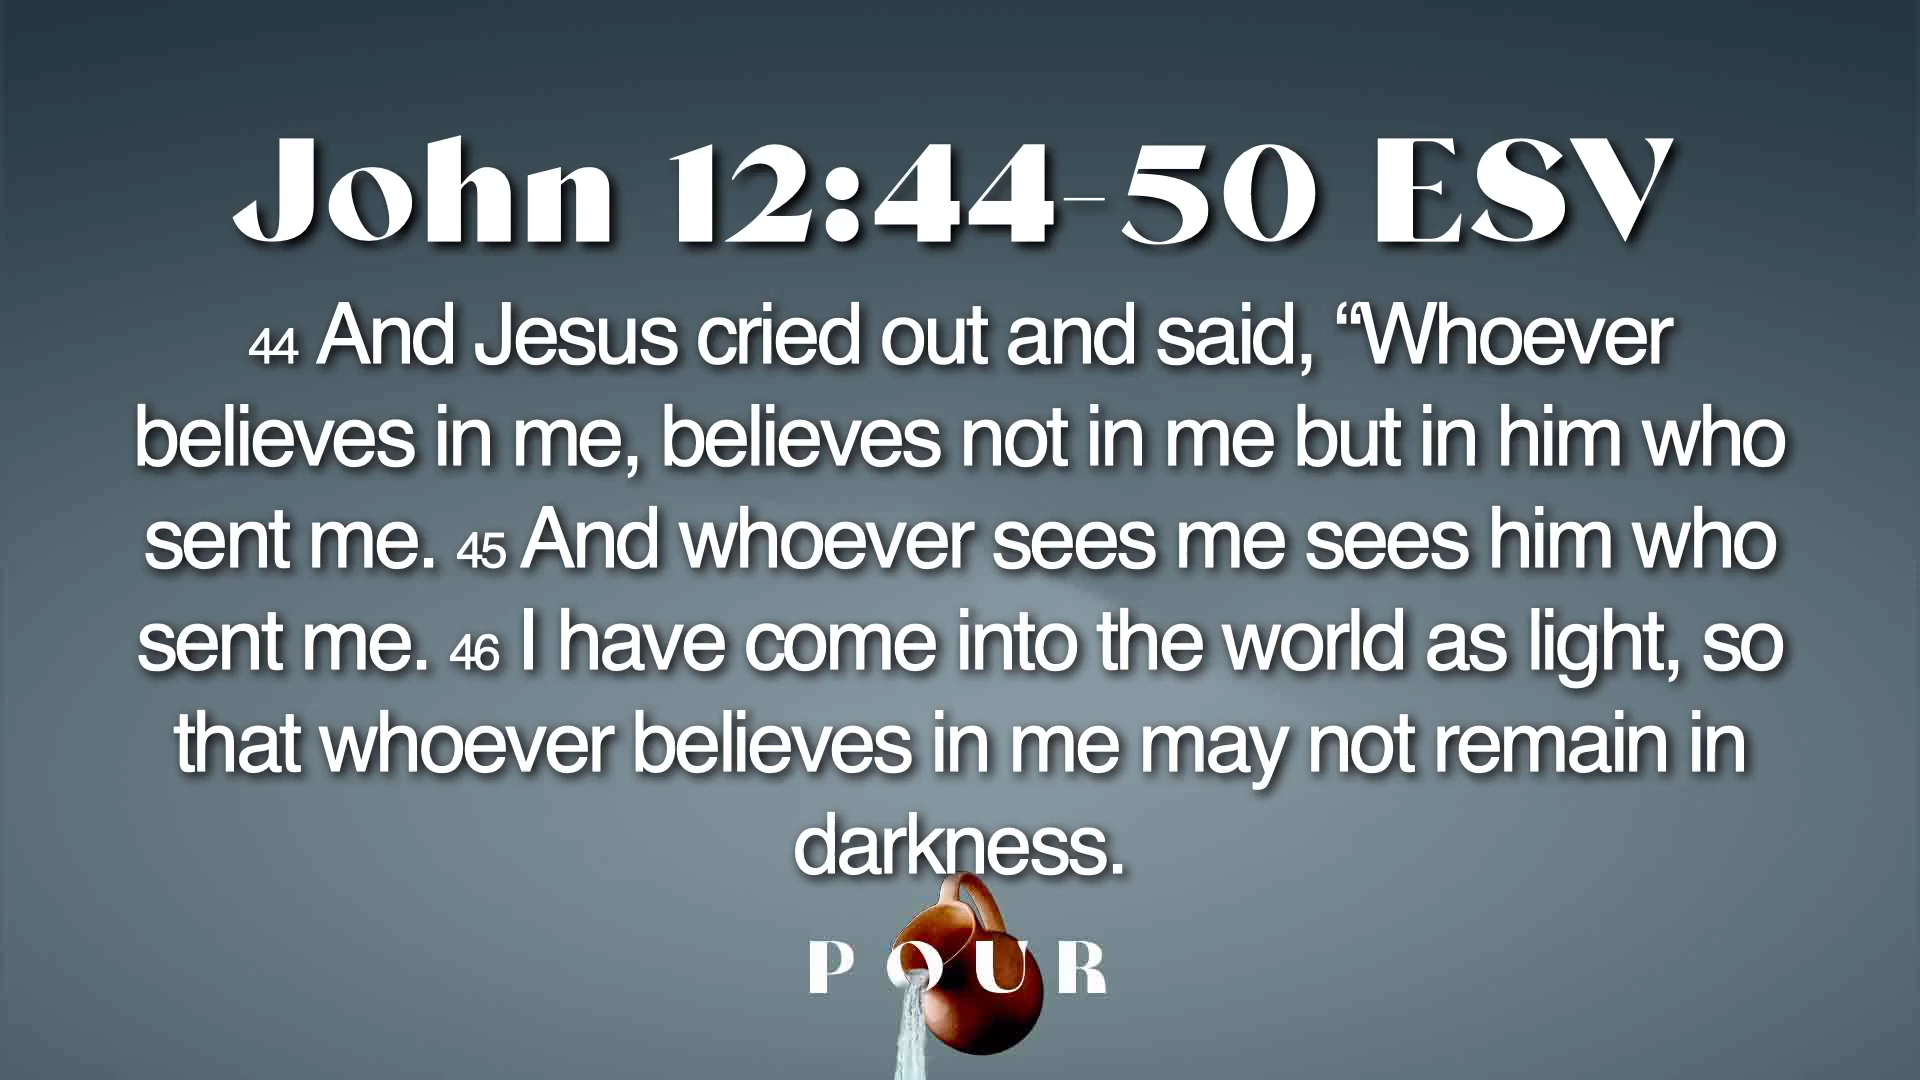 John 12:44–50 ESV
44 And Jesus cried out and said, “Whoever
believes in me, believes not in me but in him who
sent me. 45 And whoever sees me sees him who
sent me. 46 I have come into the world as light, so
that whoever believes in me may not remain in
darkness.
POUR